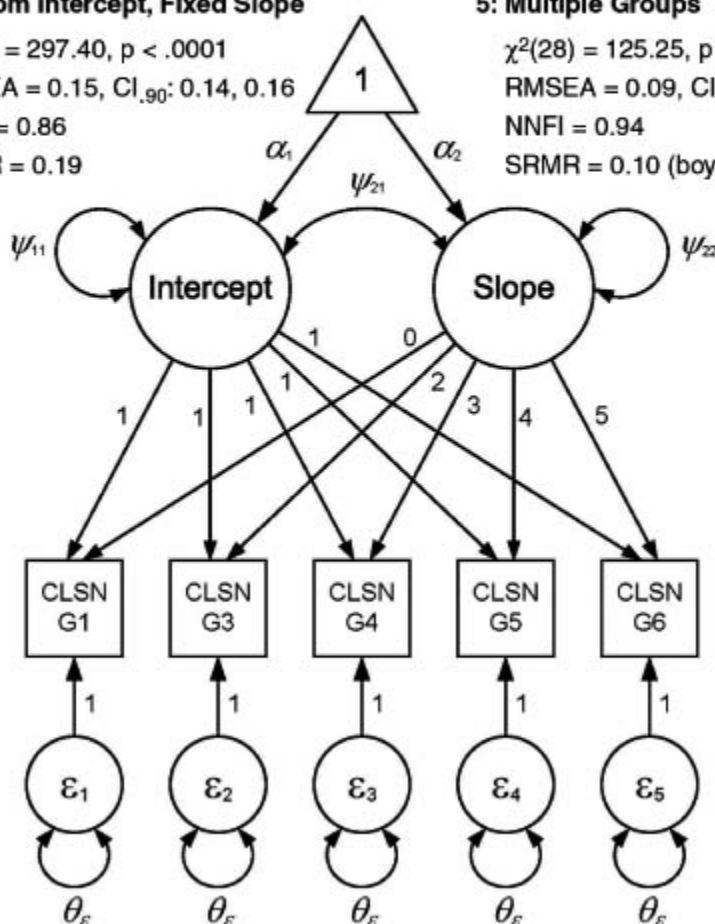 om Intercept, Fixed Slope
= 297.40, p < .0001
EA = 0.15, CI.90: 0.14, 0.16
= 0.86
= 0.19
5: Multiple Groups
χ²(28) = 125.25, p
RMSEA = 0.09, CI
NNFI = 0.94
SRMR = 0.10 (boy
1
α₁ α₂
ψ₂₁
ψ₁₁ ψ₂₂
Intercept Slope
1 0
1 2
1 1 1 3 4 5
CLSN CLSN CLSN CLSN CLSN
G1 G3 G4 G5 G6
1 1 1 1 1
ε₁ ε₂ ε₃ ε₄ ε₅
θε θε θε θε θε